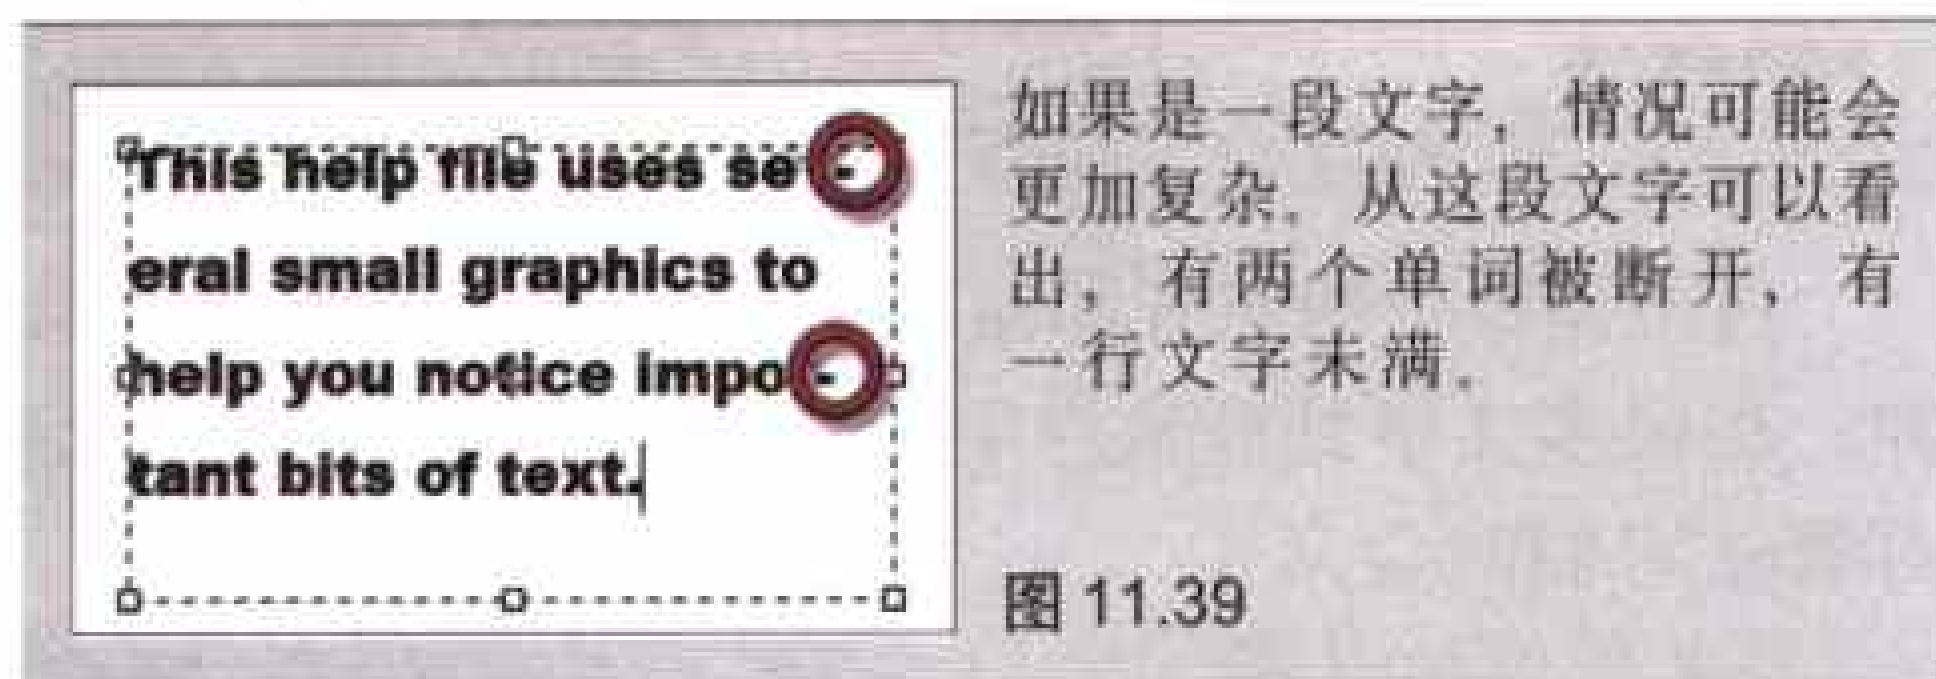 This help file uses se-
eral small graphics to
help you notice impo-
tant bits of text.
如果是一段文字，情况可能会
更加复杂。从这段文字可以看
出，有两个单词被断开，有
一行文字未满。
图 11.39